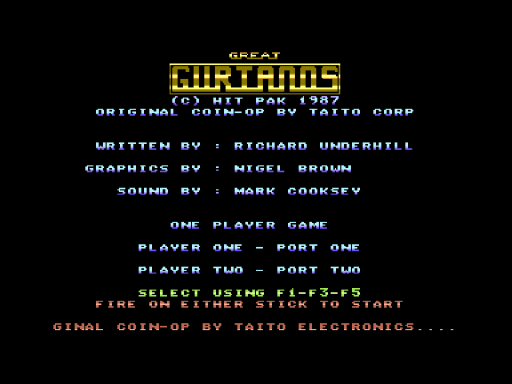 GREAT
GURIANOS
(C) HIT PAK 1987
ORIGINAL COIN-OP BY TAITO CORP
WRITTEN BY : RICHARD UNDERHILL
GRAPHICS BY : NIGEL BROWN
SOUND BY : MARK COOKSEY
ONE PLAYER GAME
PLAYER ONE - PORT ONE
PLAYER TWO - PORT TWO
SELECT USING F1-F3-F5
FIRE ON EITHER STICK TO START
GINAL COIN-OP BY TAITO ELECTRONICS....